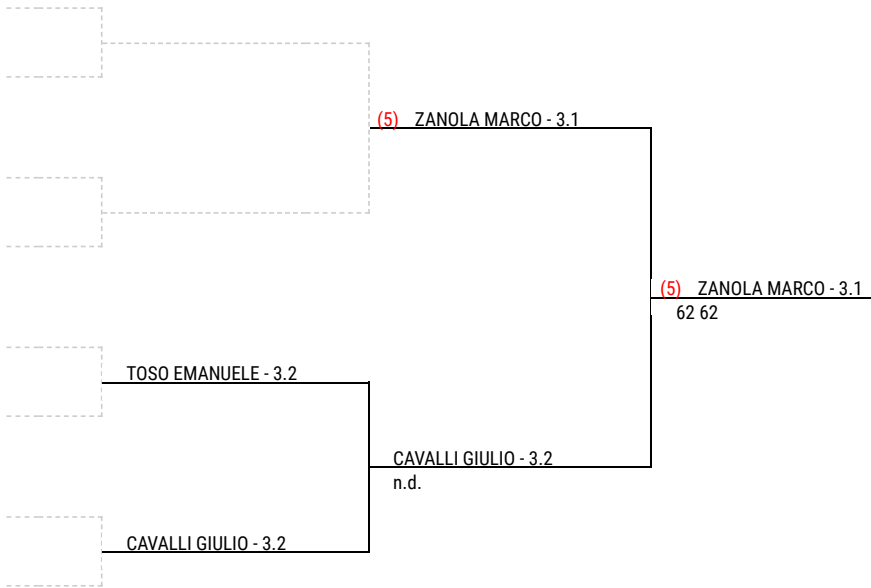 (5) ZANOLA MARCO - 3.1
(5) ZANOLA MARCO - 3.1
62 62
TOSO EMANUELE - 3.2
CAVALLI GIULIO - 3.2
n.d.
CAVALLI GIULIO - 3.2